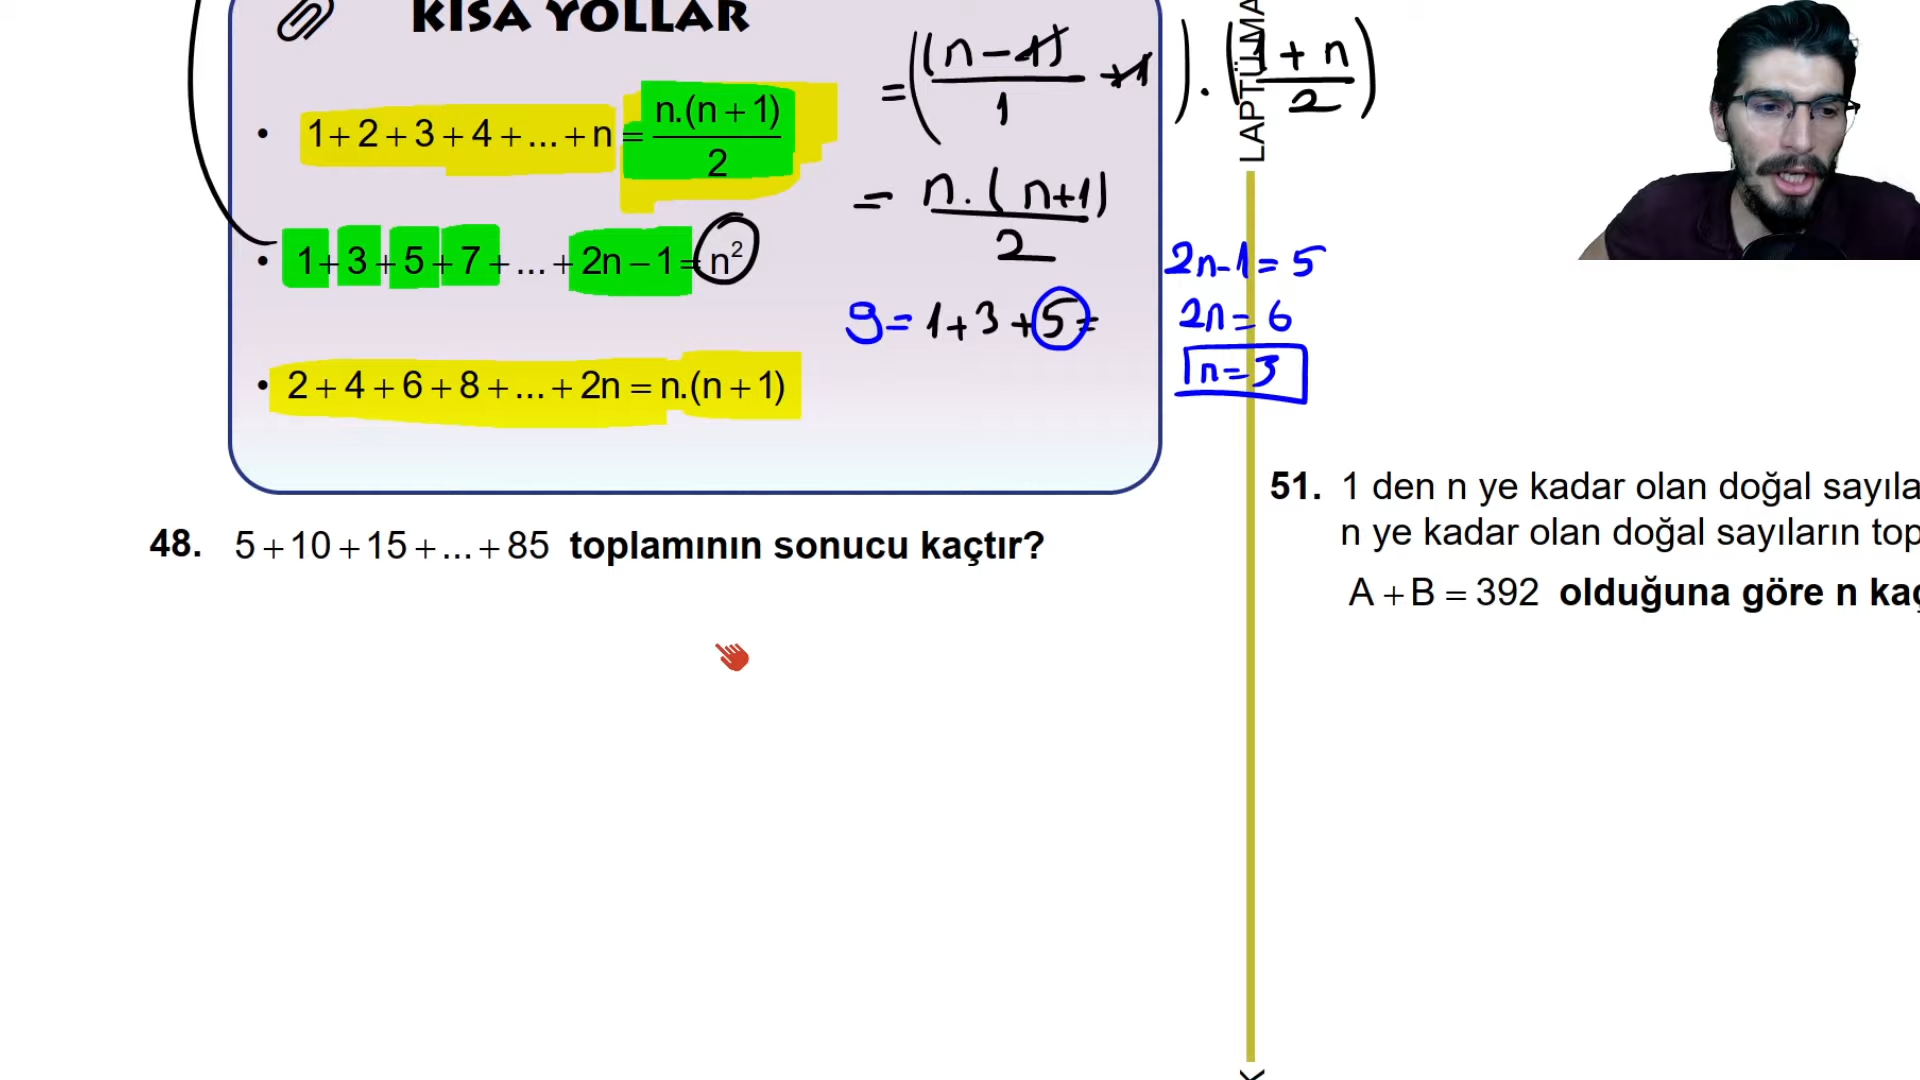 KISA YOLLAR
• 1+2+3+4+...+n = n.(n+1)/2
• 1+3+5+7+...+2n−1= n²
• 2+4+6+8+...+2n = n.(n+1)
= ((n−1)/1 +1) . (1+n/2)
= n.(n+1)/2
9= 1+3+5=
2n-1=5
2n=6
n=3
LAPTÜLMA
48. 5+10+15+...+85 toplamının sonucu kaçtır?
51. 1 den n ye kadar olan doğal sayıla
n ye kadar olan doğal sayıların top
A+B=392 olduğuna göre n kaç